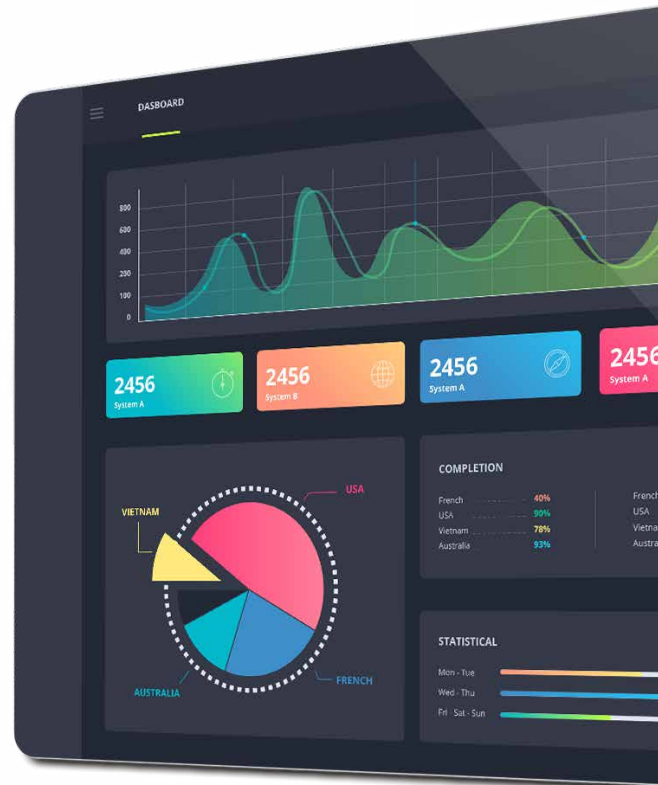 DASBOARD
800
600
400
200
100
0
2456
System A
2456
System B
2456
System A
2456
System A
USA
VIETNAM
AUSTRALIA
FRENCH
COMPLETION
French 40%
USA 90%
Vietnam 78%
Australia 93%
French
USA
Vietna
Austra
STATISTICAL
Mon - Tue
Wed - Thu
Fri - Sat - Sun